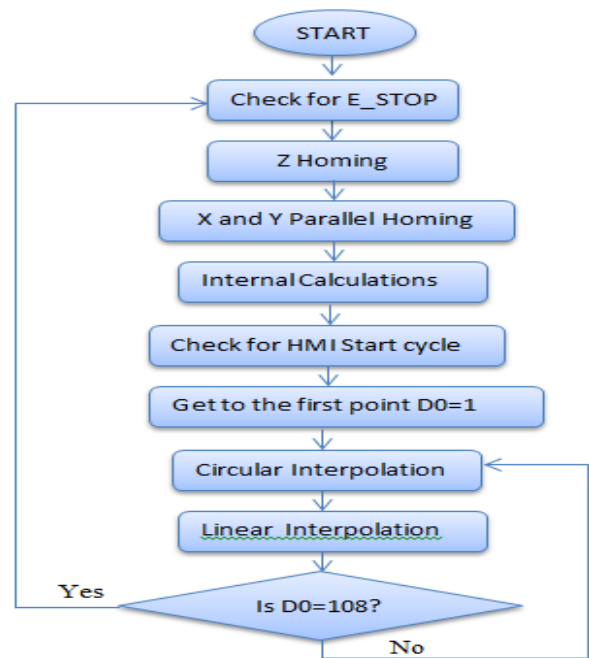 START
Check for E_STOP
Z Homing
X and Y Parallel Homing
Internal Calculations
Check for HMI Start cycle
Get to the first point D0=1
Circular Interpolation
Linear Interpolation
Yes
Is D0=108?
No